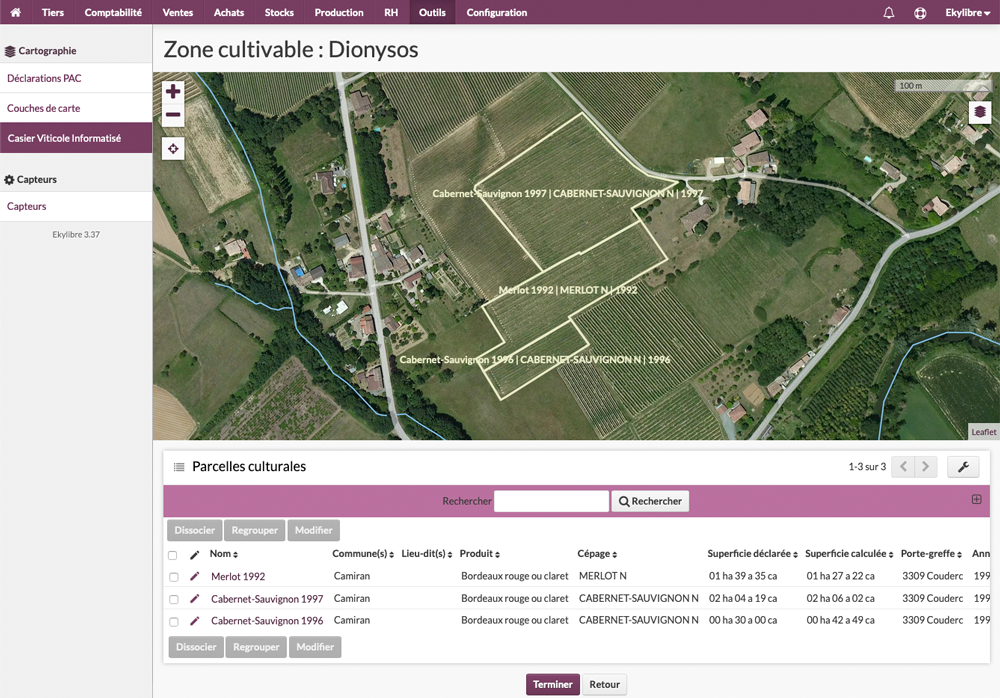 Tiers Comptabilité Ventes Achats Stocks Production RH Outils Configuration Ekylibre
Cartographie
Déclarations PAC
Couches de carte
Casier Viticole Informatisé
Capteurs
Capteurs
Ekylibre 3.37
Zone cultivable : Dionysos
100 m
Cabernet-Sauvignon 1997 | CABERNET-SAUVIGNON N | 1997
Merlot 1992 | MERLOT N | 1992
Cabernet-Sauvignon 1996 | CABERNET-SAUVIGNON N | 1996
Leaflet
Parcelles culturales 1-3 sur 3
Rechercher Rechercher
Dissocier Regrouper Modifier
Nom Commune(s) Lieu-dit(s) Produit Cépage Superficie déclarée Superficie calculée Porte-greffe Ann
Merlot 1992 Camiran Bordeaux rouge ou claret MERLOT N 01 ha 39 a 35 ca 01 ha 27 a 22 ca 3309 Couderc 199
Cabernet-Sauvignon 1997 Camiran Bordeaux rouge ou claret CABERNET-SAUVIGNON N 02 ha 04 a 19 ca 02 ha 06 a 02 ca 3309 Couderc 199
Cabernet-Sauvignon 1996 Camiran Bordeaux rouge ou claret CABERNET-SAUVIGNON N 00 ha 30 a 00 ca 00 ha 42 a 49 ca 3309 Couderc 199
Dissocier Regrouper Modifier
Terminer Retour